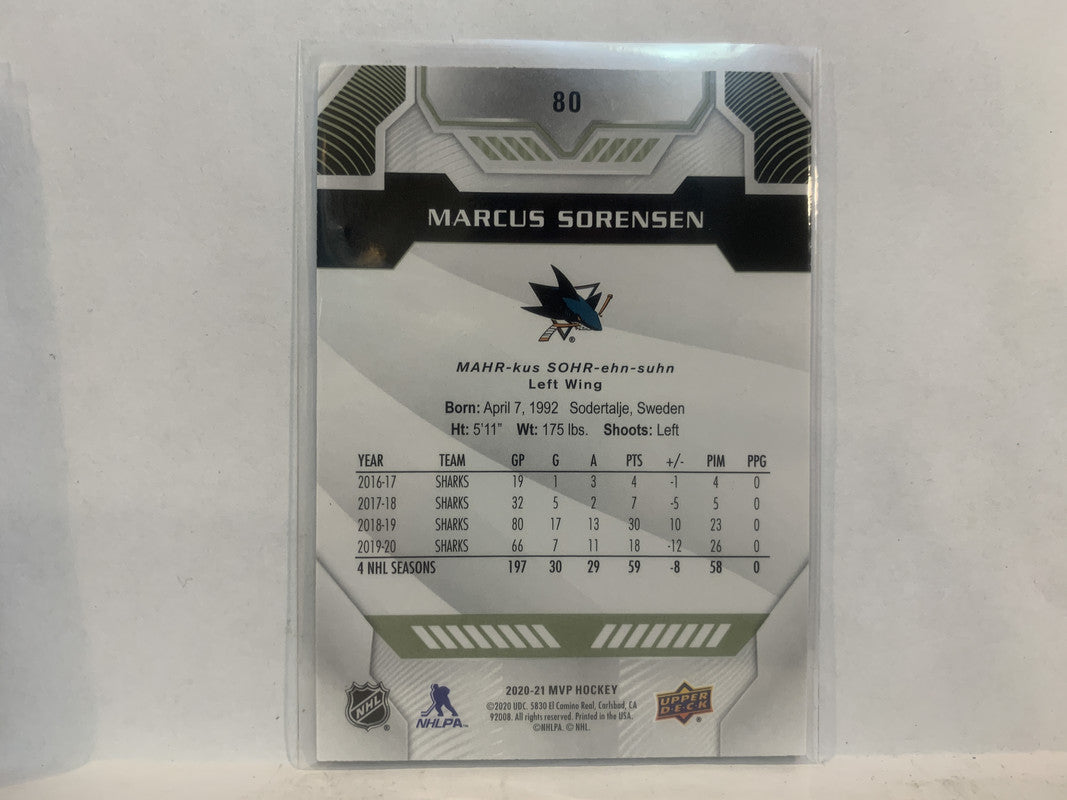 80
MARCUS SORENSEN
®
MAHR-kus SOHR-ehn-suhn
Left Wing
Born: April 7, 1992 Sodertalje, Sweden
Ht: 5'11" Wt: 175 lbs. Shoots: Left
YEAR TEAM GP G A PTS +/- PIM PPG
2016-17 SHARKS 19 1 3 4 -1 4 0
2017-18 SHARKS 32 5 2 7 -5 5 0
2018-19 SHARKS 80 17 13 30 10 23 0
2019-20 SHARKS 66 7 11 18 -12 26 0
4 NHL SEASONS 197 30 29 59 -8 58 0
NHL ®
NHLPA
2020-21 MVP HOCKEY
©2020 UDC. 5830 El Camino Real, Carlsbad, CA
92008. All rights reserved. Printed in the USA.
©NHLPA. © NHL.
UPPER
D·E·C·K ®